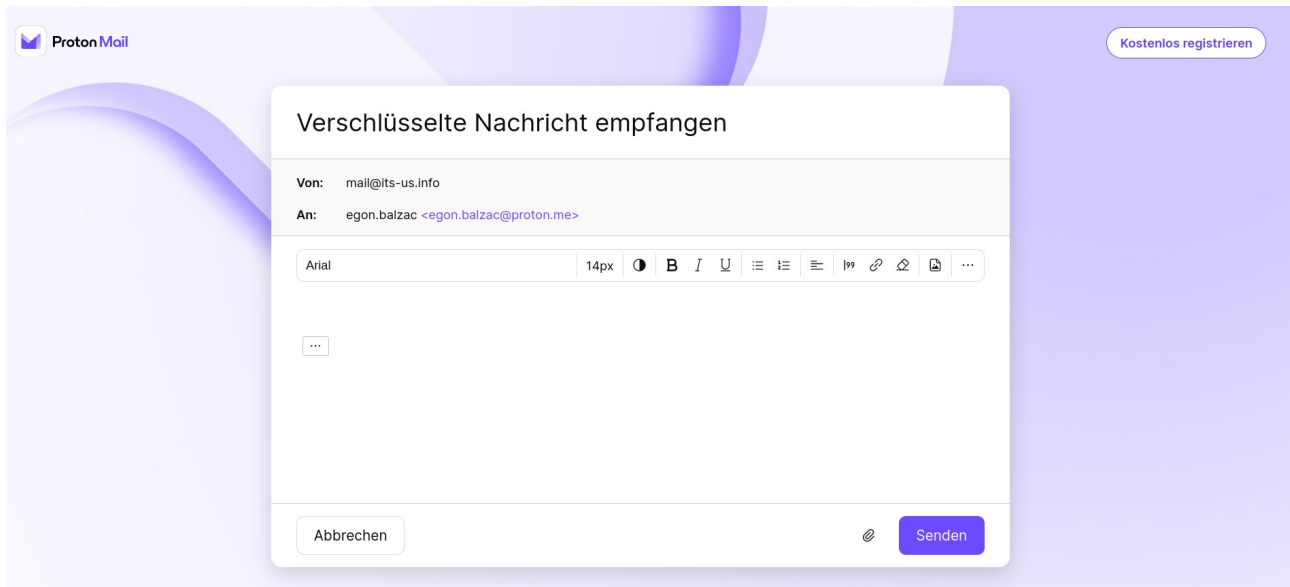 Proton Mail
Kostenlos registrieren
Verschlüsselte Nachricht empfangen
Von: mail@its-us.info
An: egon.balzac <egon.balzac@proton.me>
Arial 14px B I U ...
...
Abbrechen Senden